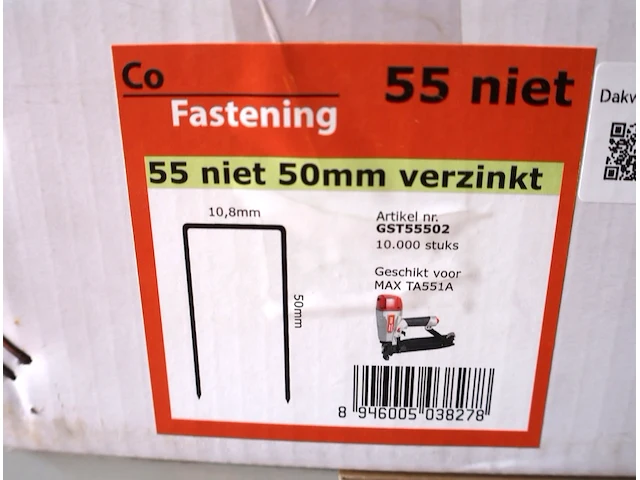 Co
Fastening
55 niet
55 niet 50mm verzinkt
10,8mm
50mm
Artikel nr.
GST55502
10.000 stuks
Geschikt voor
MAX TA551A
8 946005 038278